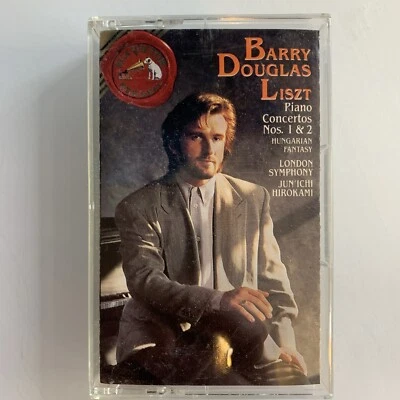 BARRY
DOUGLAS
LISZT
Piano
Concertos
Nos. 1 & 2
HUNGARIAN
FANTASY
LONDON
SYMPHONY
JUN'ICHI
HIROKAMI